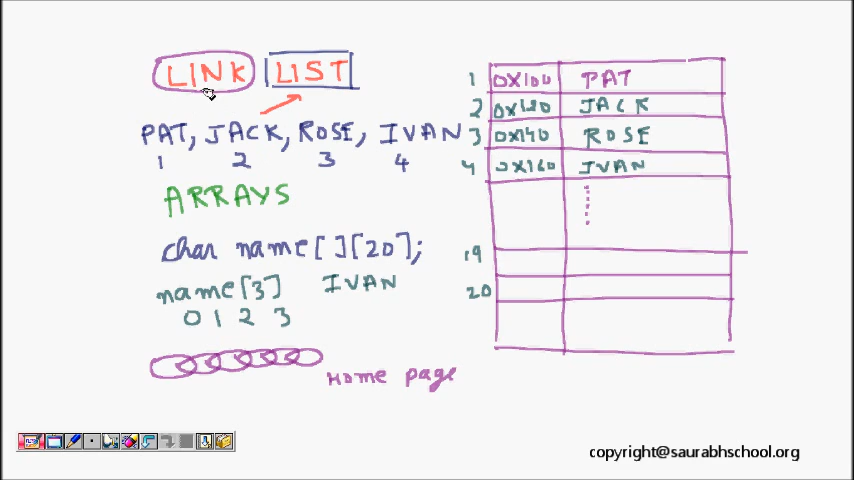 LINK LIST
PAT, JACK, ROSE, IVAN
1 2 3 4
ARRAYS
char name[][20];
name[3] IVAN
0 1 2 3
Home page
1 0X100 PAT
2 0X120 JACK
3 0X140 ROSE
4 0X160 IVAN
19
20
copyright@saurabhschool.org